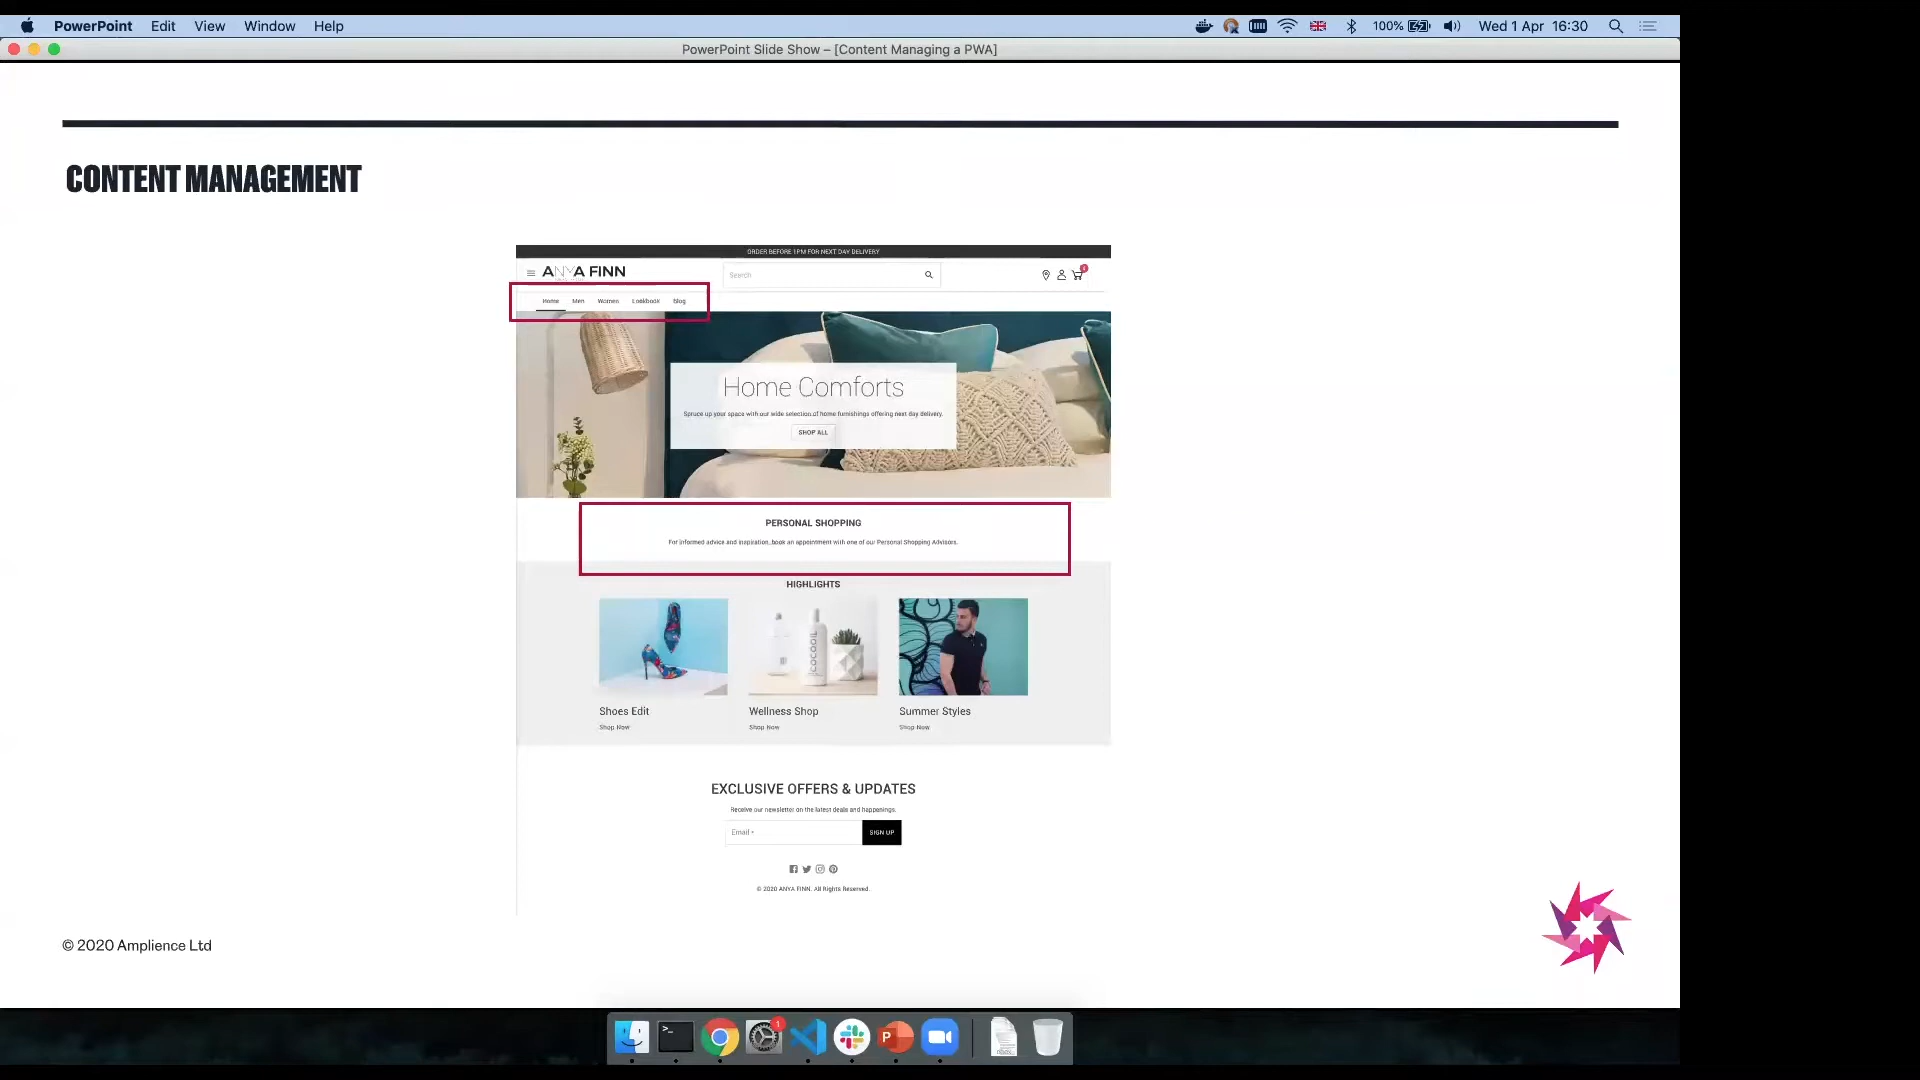 PowerPoint Edit View Window Help 100% Wed 1 Apr 16:30
PowerPoint Slide Show – [Content Managing a PWA]
CONTENT MANAGEMENT
ORDER BEFORE 1PM FOR NEXT DAY DELIVERY
ANYA FINN
Search
Home Men Women Lookbook Blog
Home Comforts
Spruce up your space with our wide selection of home furnishings offering next day delivery.
SHOP ALL
PERSONAL SHOPPING
For informed advice and inspiration, book an appointment with one of our Personal Shopping Advisors.
HIGHLIGHTS
COCOOIL
Shoes Edit Wellness Shop Summer Styles
Shop Now Shop Now Shop Now
EXCLUSIVE OFFERS & UPDATES
Receive our newsletter on the latest deals and happenings.
Email *
SIGN UP
© 2020 ANYA FINN. All Rights Reserved.
© 2020 Amplience Ltd
1
P